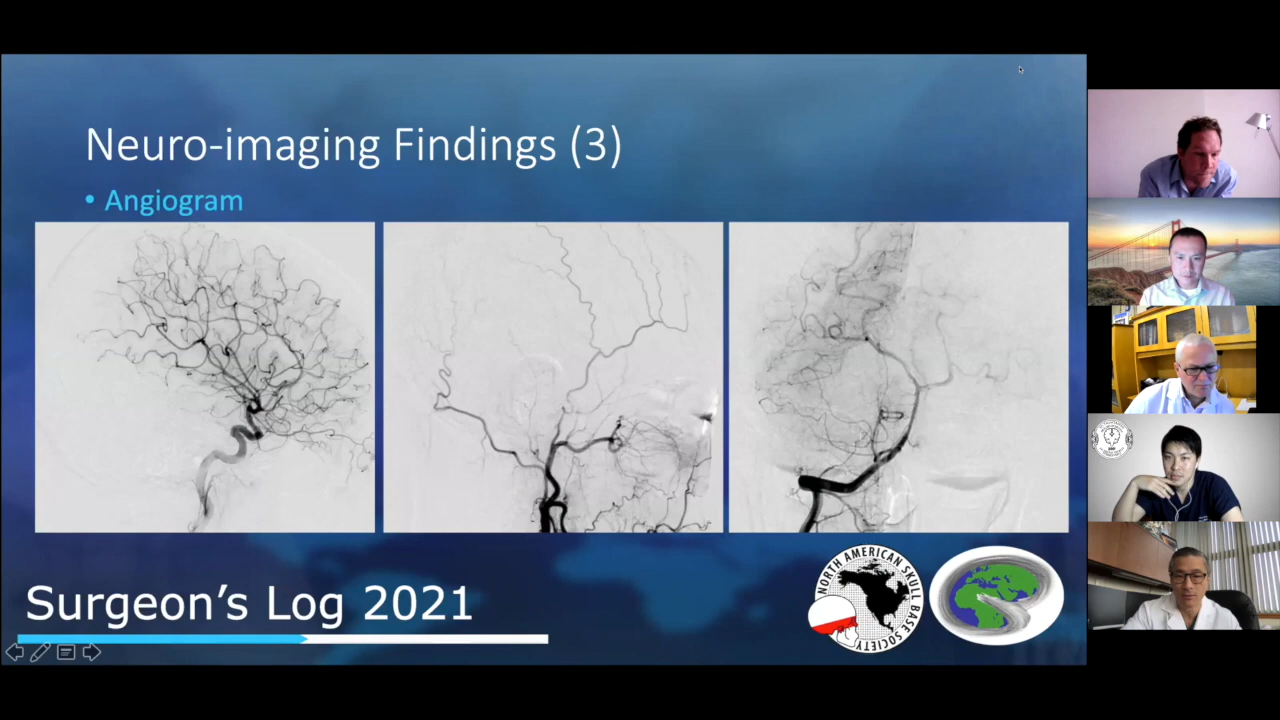 Neuro-imaging Findings (3)
• Angiogram
Surgeon's Log 2021
NORTH AMERICAN SKULL BASE SOCIETY